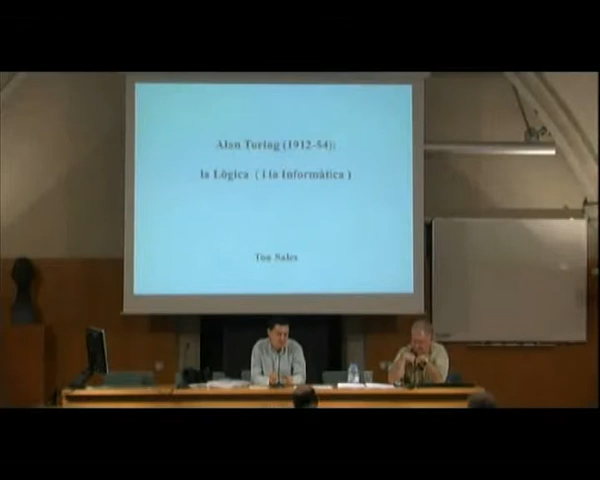 Alan Turing (1912-54):
la Lògica ( i la Informàtica )
Ton Sales